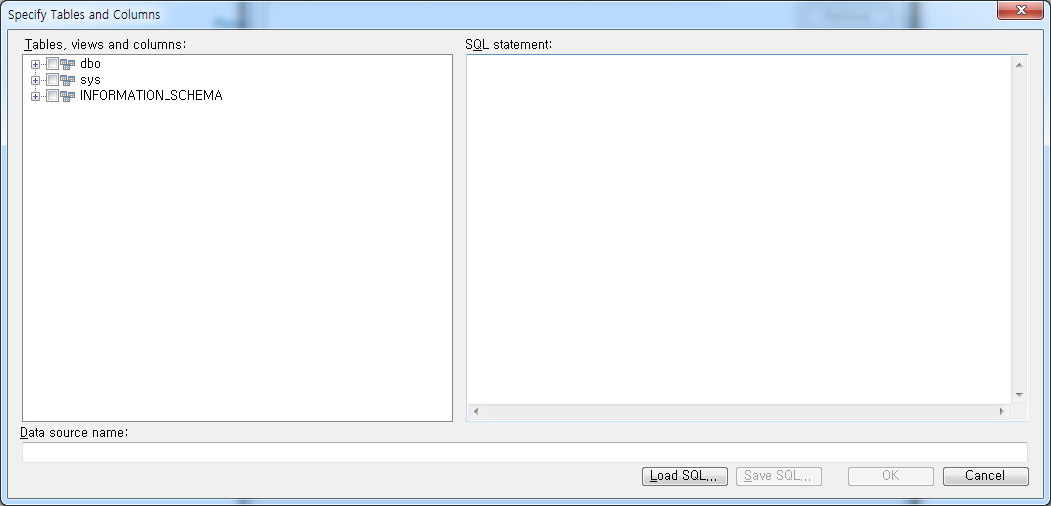 Specify Tables and Columns
Tables, views and columns:
SQL statement:
dbo
sys
INFORMATION_SCHEMA
Data source name:
Load SQL...
Save SQL...
OK
Cancel